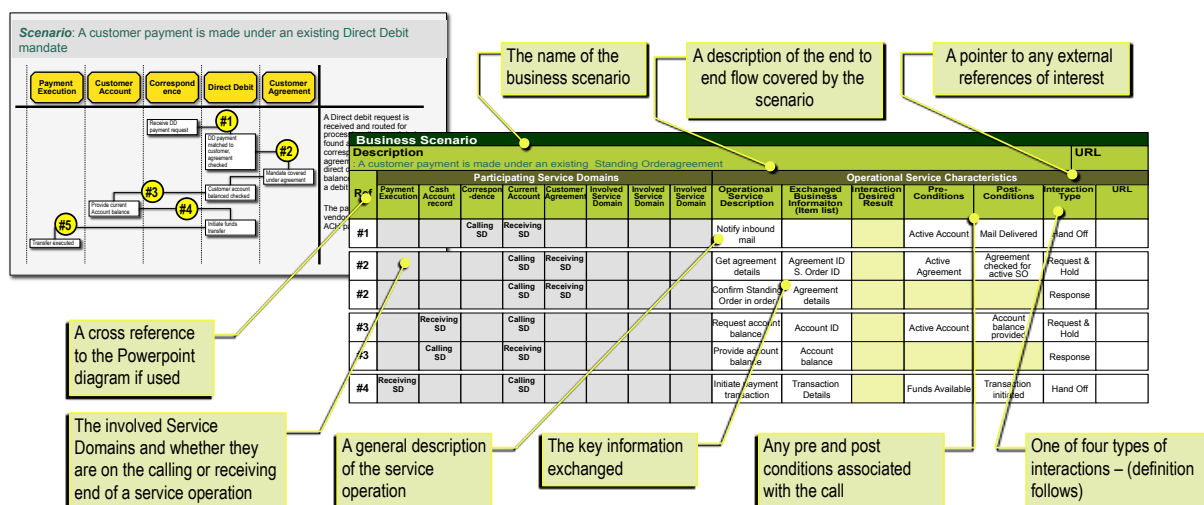 Scenario: A customer payment is made under an existing Direct Debit
mandate
Payment
Execution
Customer
Account
Correspond
ence
Direct Debit
Customer
Agreement
Receive DD
payment request
#1
DD payment
matched to
customer,
agreement
checked
#2
Mandate covered
under agreement
Customer account
balanced checked
#3
Provide current
Account balance
#4
Initiate funds
transfer
#5
Transfer executed
A Direct debit request is
received and routed for
found a
corresp
agreem
direct d
balance
a debit
The pa
vendo
The name of the
business scenario
A description of the end to
end flow covered by the
scenario
A pointer to any external
references of interest
Business Scenario
Description
URL
: A customer payment is made under an existing Standing Orderagreement
Participating Service Domains
Operational Service Characteristics
Ref
Payment
Execution
Cash
Account
record
Correspon
-dence
Current
Account
Customer
Agreement
Involved
Service
Domain
Involved
Service
Domain
Involved
Service
Domain
Operational
Service
Description
Exchanged
Business
Informaiton
(Item list)
Interaction
Desired
Result
Pre-
Conditions
Post-
Conditions
Interaction
Type
URL
#1
Calling
SD
Receiving
SD
Notify inbound
mail
Active Account
Mail Delivered
Hand Off
#2
Calling
SD
Receiving
SD
Get agreement
details
Agreement ID
S. Order ID
Active
Agreement
Agreement
checked for
active SO
Request &
Hold
#2
Calling
SD
Receiving
SD
Confirm Standing
Order in order
Agreement
details
Response
#3
Receiving
SD
Calling
SD
Request account
balance
Account ID
Active Account
Account
balance
provided
Request &
Hold
#3
Calling
SD
Receiving
SD
Provide account
balance
Account
balance
Response
#4
Receiving
SD
Calling
SD
Initiate payment
transaction
Transaction
Details
Funds Available
Transaction
initiated
Hand Off
A cross reference
to the Powerpoint
diagram if used
The involved Service
Domains and whether they
are on the calling or receiving
end of a service operation
A general description
of the service
operation
The key information
exchanged
Any pre and post
conditions associated
with the call
One of four types of
interactions – (definition
follows)